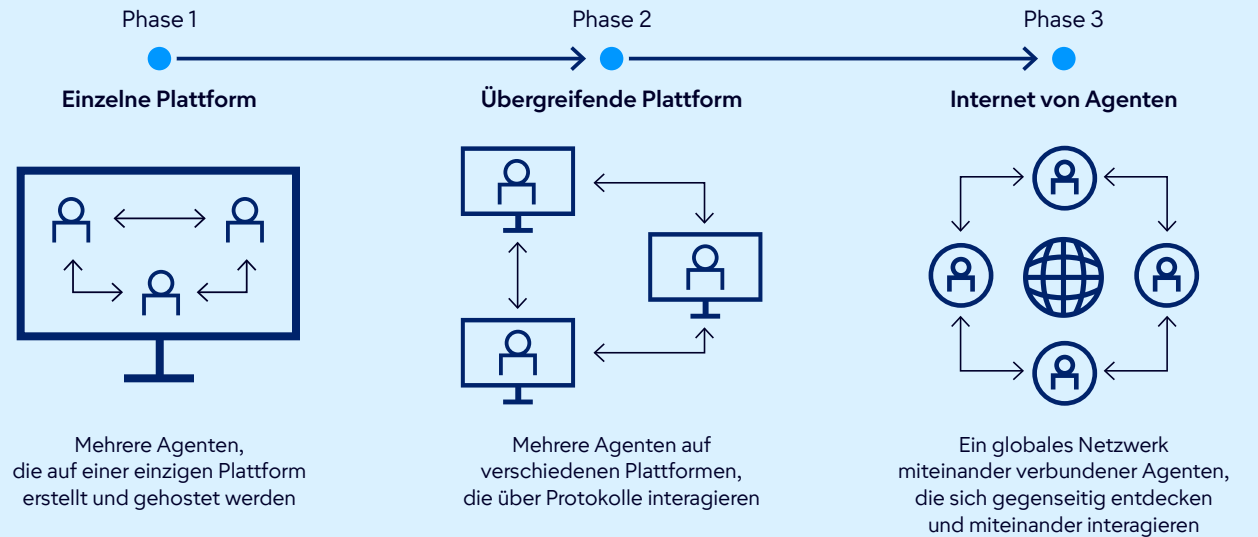 Phase 1
Phase 2
Phase 3
Einzelne Plattform
Übergreifende Plattform
Internet von Agenten
Mehrere Agenten,
die auf einer einzigen Plattform
erstellt und gehostet werden
Mehrere Agenten auf
verschiedenen Plattformen,
die über Protokolle interagieren
Ein globales Netzwerk
miteinander verbundener Agenten,
die sich gegenseitig entdecken
und miteinander interagieren